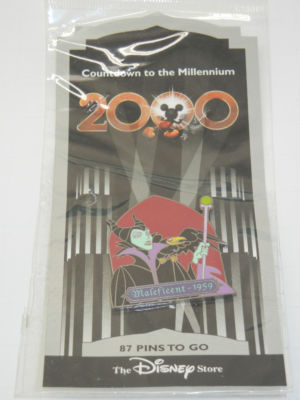 Countdown to the Millennium
2000
Maleficent - 1959
87 PINS TO GO
The Disney Store